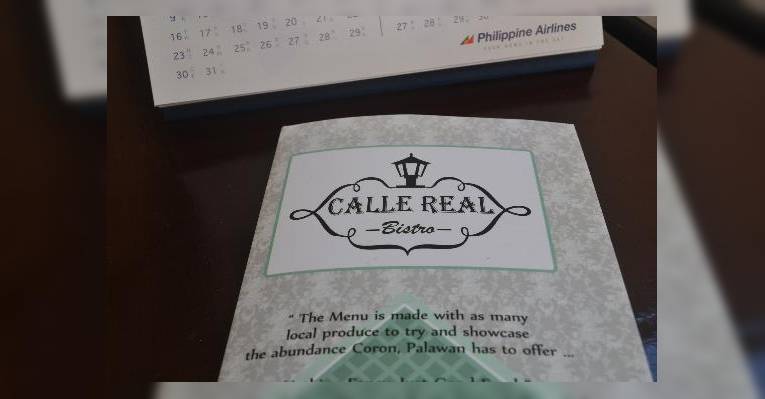 16 17 18 19 20
23 24 25 26 27 28 29
30 31
27 28 29 30
Philippine Airlines
CALLE REAL
—Bistro—
" The Menu is made with as many
local produce to try and showcase
the abundance Coron, Palawan has to offer ...